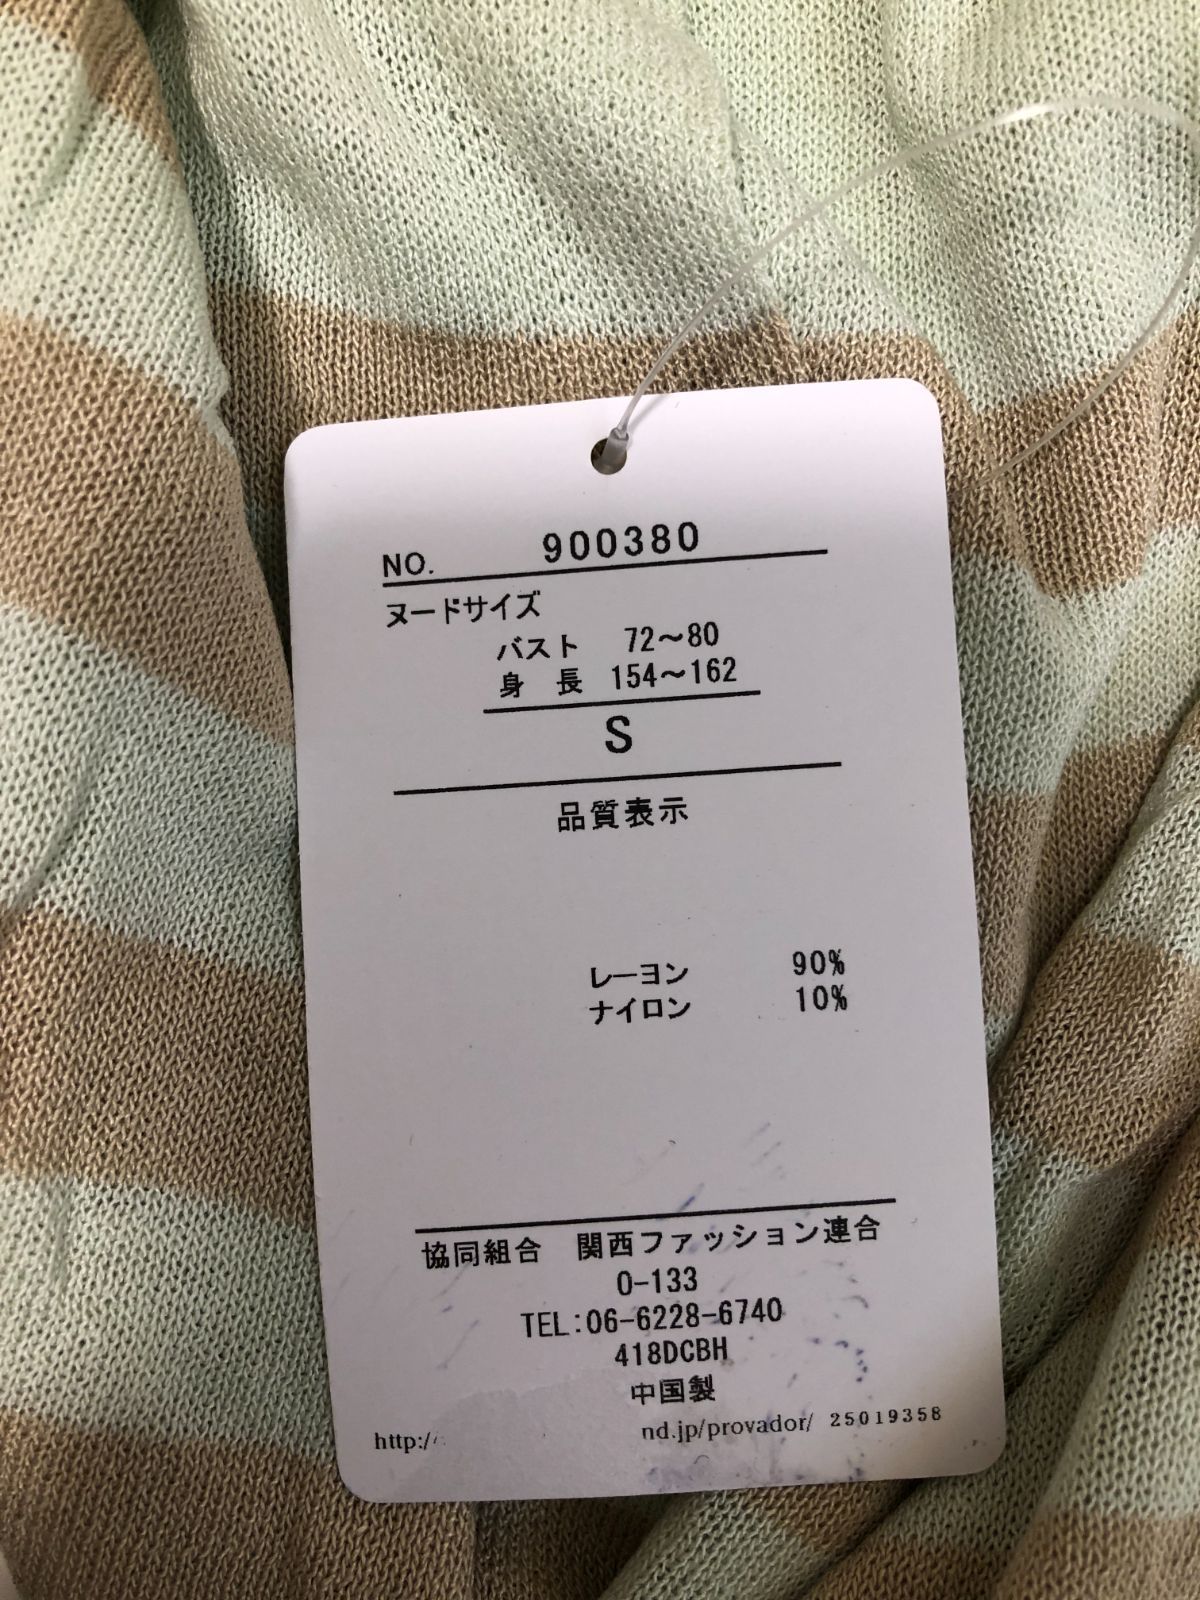 NO. 900380
ヌードサイズ
バスト 72～80
身 長 154～162
S
品質表示
レーヨン 90%
ナイロン 10%
協同組合 関西ファッション連合
0-133
TEL:06-6228-6740
418DCBH
中国製
http:/ nd.jp/provador/ 25019358